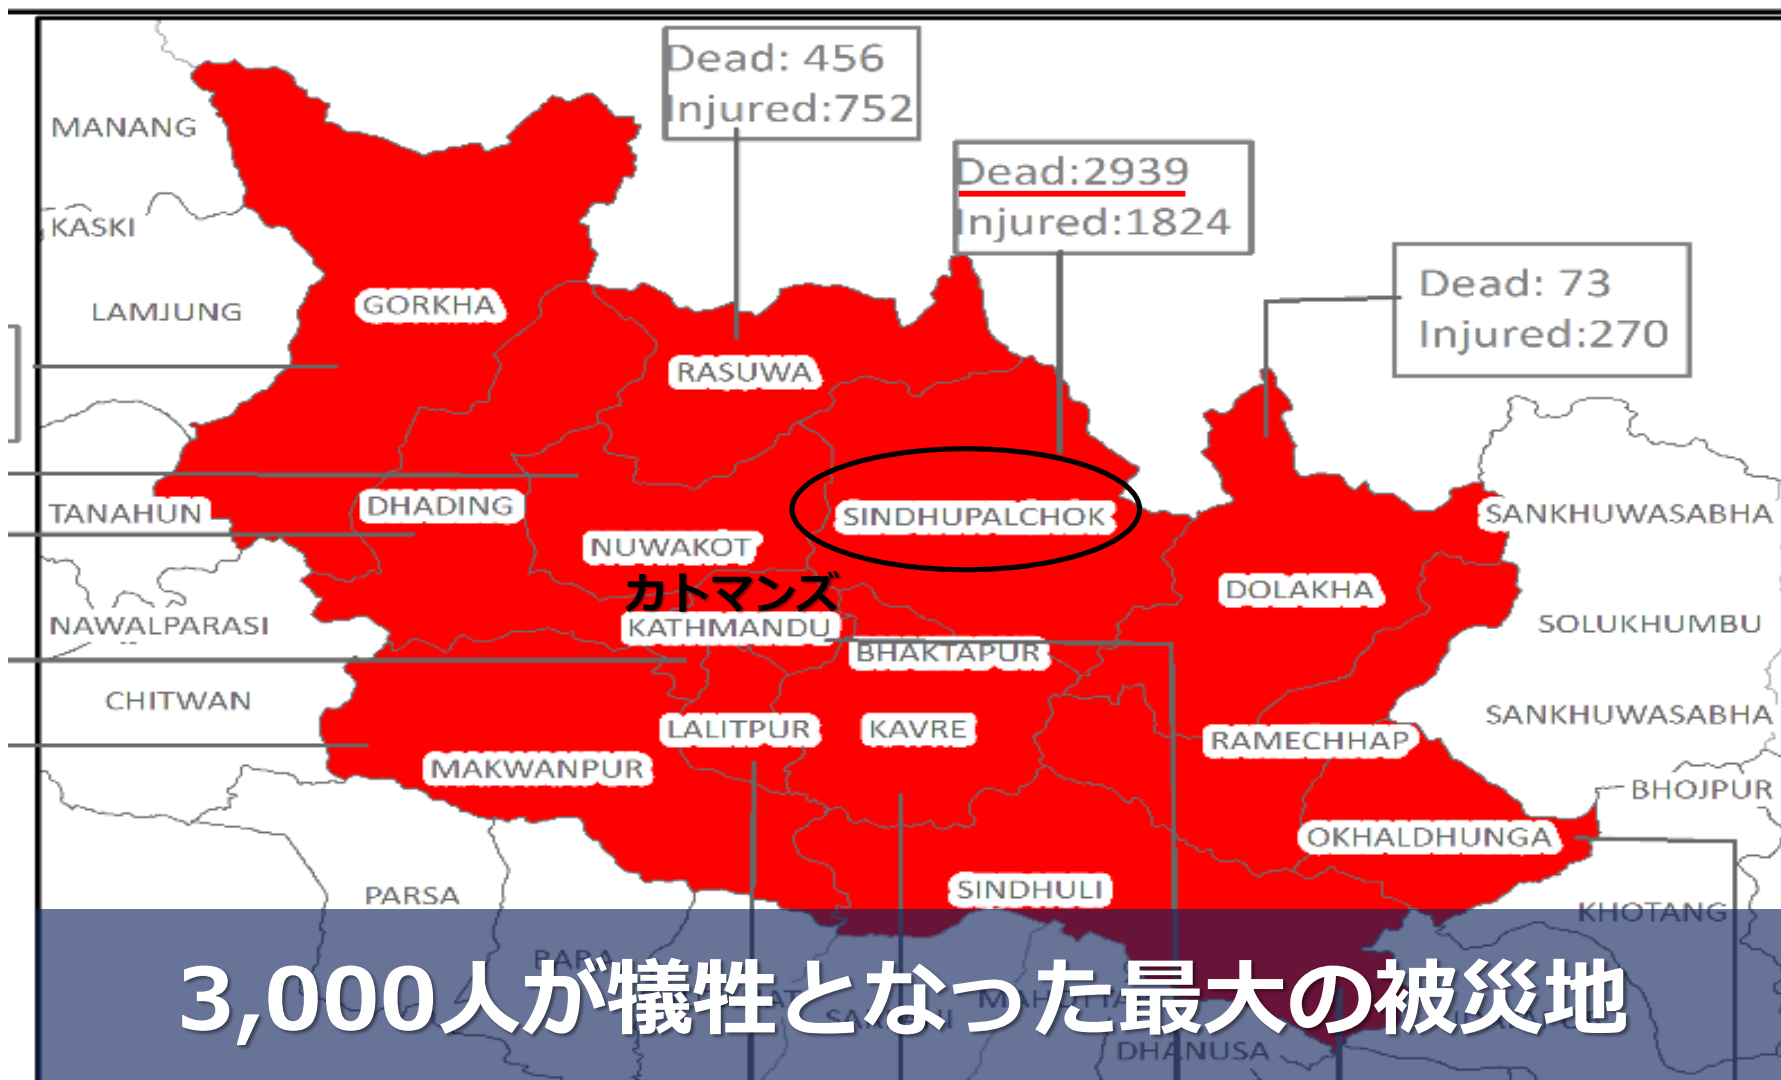 Dead: 456
Injured:752
MANANG
Dead:2939
Injured:1824
KASKI
Dead: 73
Injured:270
LAMJUNG
GORKHA
RASUWA
TANAHUN
DHADING
SINDHUPALCHOK
SANKHUWASABHA
NUWAKOT
カトマンズ
DOLAKHA
NAWALPARASI
KATHMANDU
SOLUKHUMBU
BHAKTAPUR
CHITWAN
LALITPUR
KAVRE
SANKHUWASABHA
RAMECHHAP
MAKWANPUR
BHOJPUR
OKHALDHUNGA
PARSA
SINDHULI
KHOTANG
BARA
3,000人が犠牲となった最大の被災地
DHANUSA